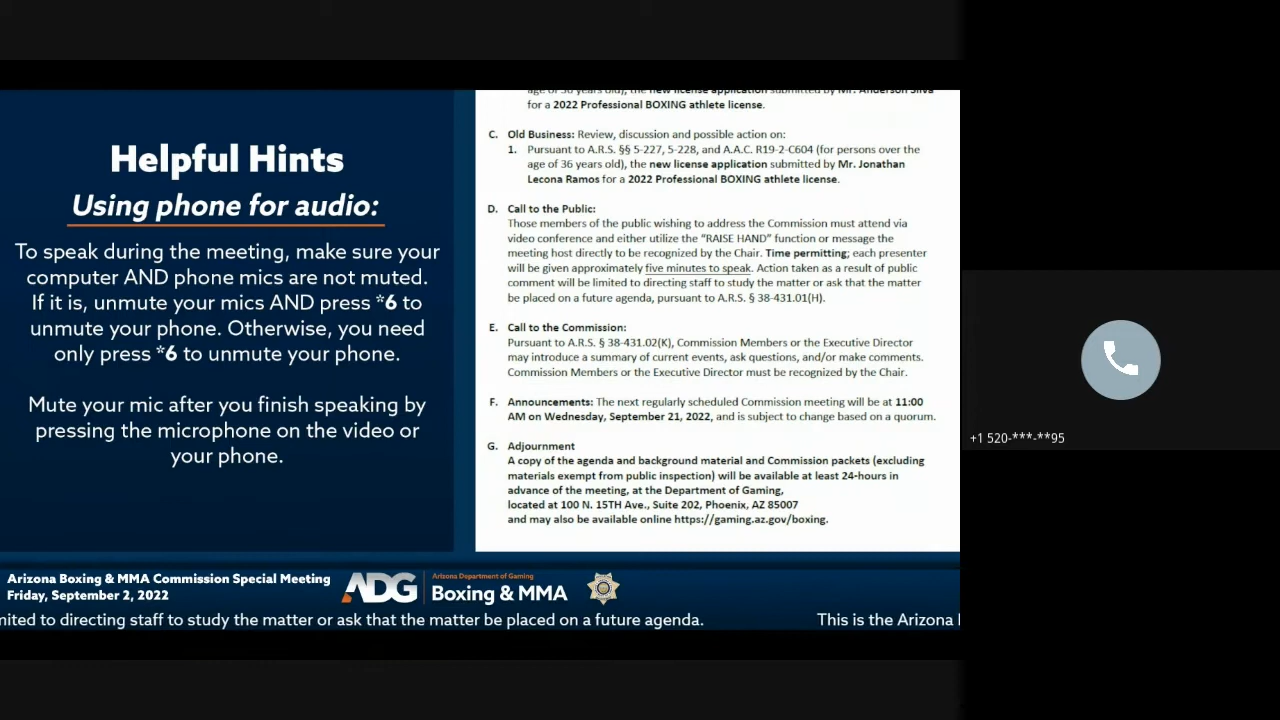 Helpful Hints
Using phone for audio:
To speak during the meeting, make sure your
computer AND phone mics are not muted.
If it is, unmute your mics AND press *6 to
unmute your phone. Otherwise, you need
only press *6 to unmute your phone.
Mute your mic after you finish speaking by
pressing the microphone on the video or
your phone.
age of 36 years old), the new license application submitted by Mr. Anderson Silva
for a 2022 Professional BOXING athlete license.
C. Old Business: Review, discussion and possible action on:
1. Pursuant to A.R.S. §§ 5-227, 5-228, and A.A.C. R19-2-C604 (for persons over the
age of 36 years old), the new license application submitted by Mr. Jonathan
Lecona Ramos for a 2022 Professional BOXING athlete license.
D. Call to the Public:
Those members of the public wishing to address the Commission must attend via
video conference and either utilize the “RAISE HAND” function or message the
meeting host directly to be recognized by the Chair. Time permitting; each presenter
will be given approximately five minutes to speak. Action taken as a result of public
comment will be limited to directing staff to study the matter or ask that the matter
be placed on a future agenda, pursuant to A.R.S. § 38-431.01(H).
E. Call to the Commission:
Pursuant to A.R.S. § 38-431.02(K), Commission Members or the Executive Director
may introduce a summary of current events, ask questions, and/or make comments.
Commission Members or the Executive Director must be recognized by the Chair.
F. Announcements: The next regularly scheduled Commission meeting will be at 11:00
AM on Wednesday, September 21, 2022, and is subject to change based on a quorum.
G. Adjournment
A copy of the agenda and background material and Commission packets (excluding
materials exempt from public inspection) will be available at least 24-hours in
advance of the meeting, at the Department of Gaming,
located at 100 N. 15TH Ave., Suite 202, Phoenix, AZ 85007
and may also be available online https://gaming.az.gov/boxing.
+1 520-***-**95
Arizona Boxing & MMA Commission Special Meeting
Friday, September 2, 2022
ADG
Arizona Department of Gaming
Boxing & MMA
mited to directing staff to study the matter or ask that the matter be placed on a future agenda. This is the Arizona